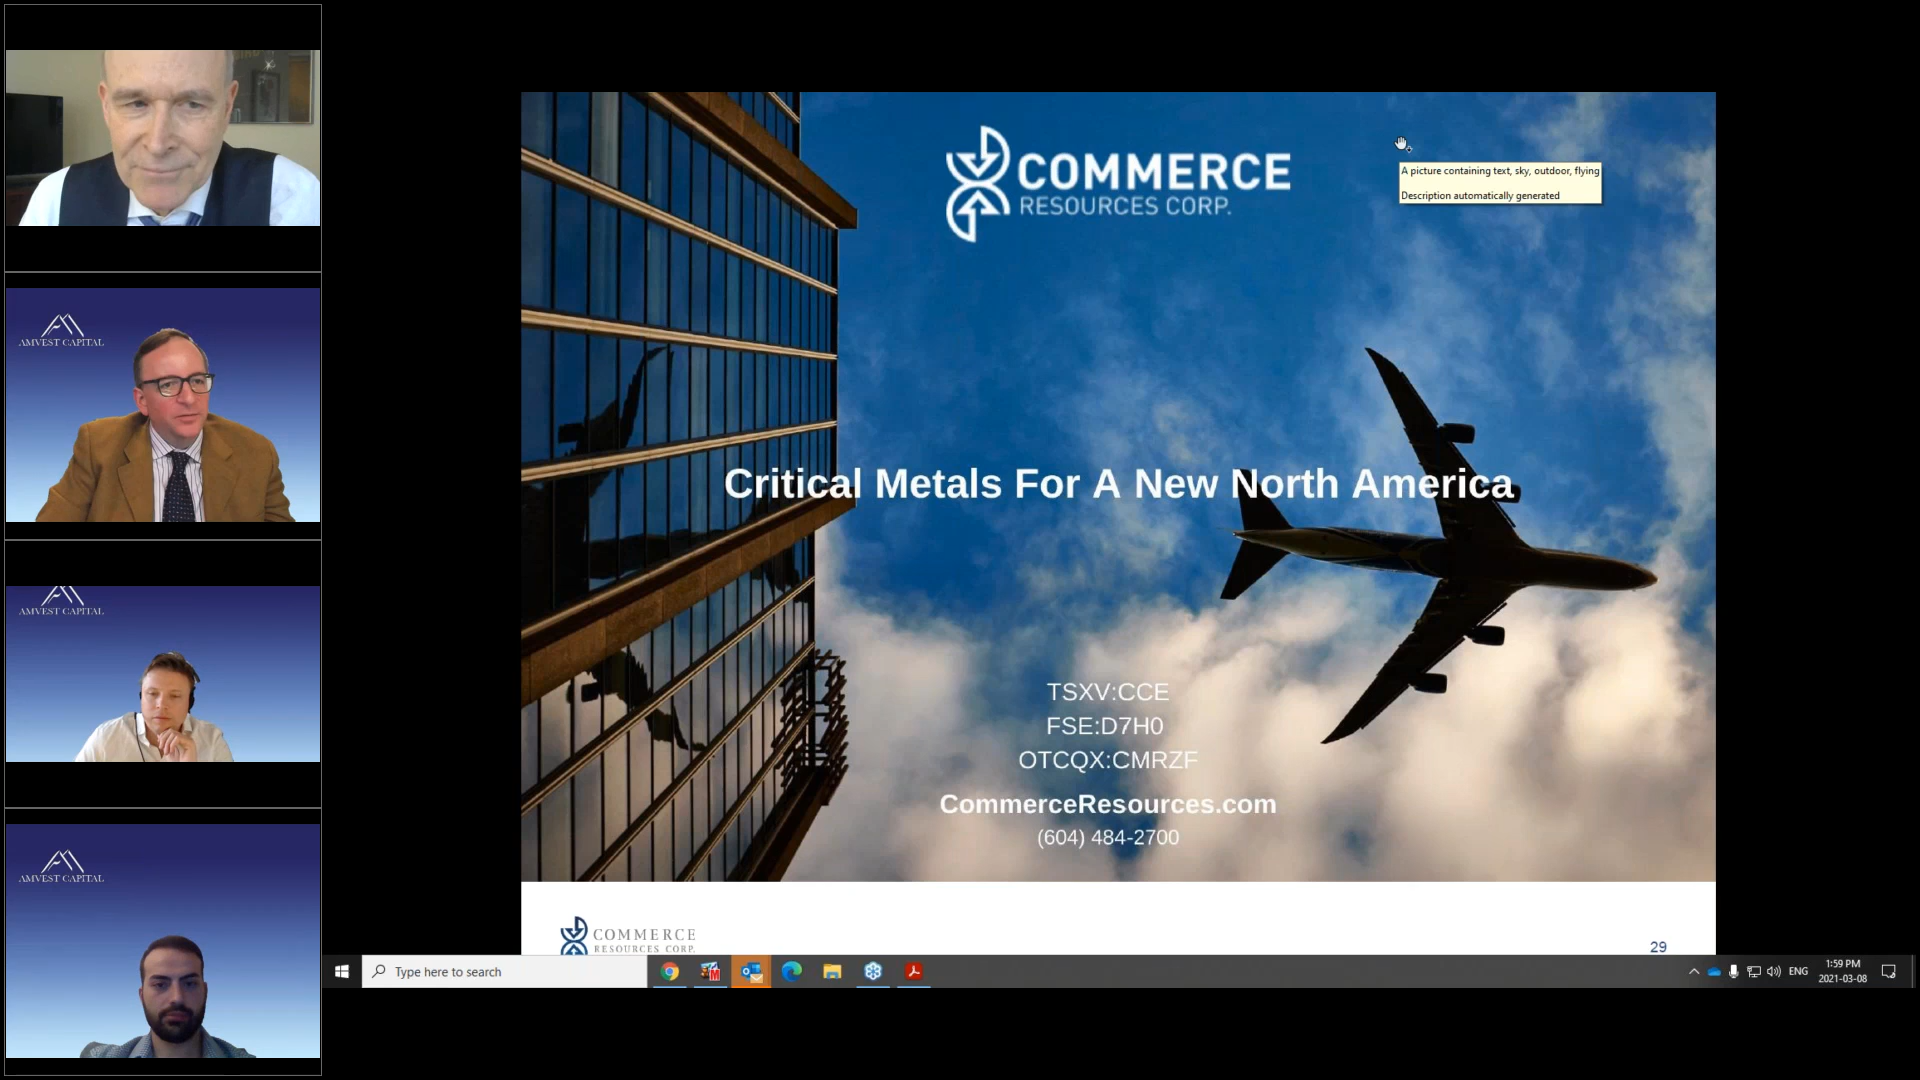 AMVEST CAPITAL
AMVEST CAPITAL
AMVEST CAPITAL
COMMERCE
RESOURCES CORP.
A picture containing text, sky, outdoor, flying
Description automatically generated
Critical Metals For A New North America
TSXV:CCE
FSE:D7H0
OTCQX:CMRZF
CommerceResources.com
(604) 484-2700
COMMERCE
RESOURCES CORP.
29
Type here to search
ENG
1:59 PM
2021-03-08